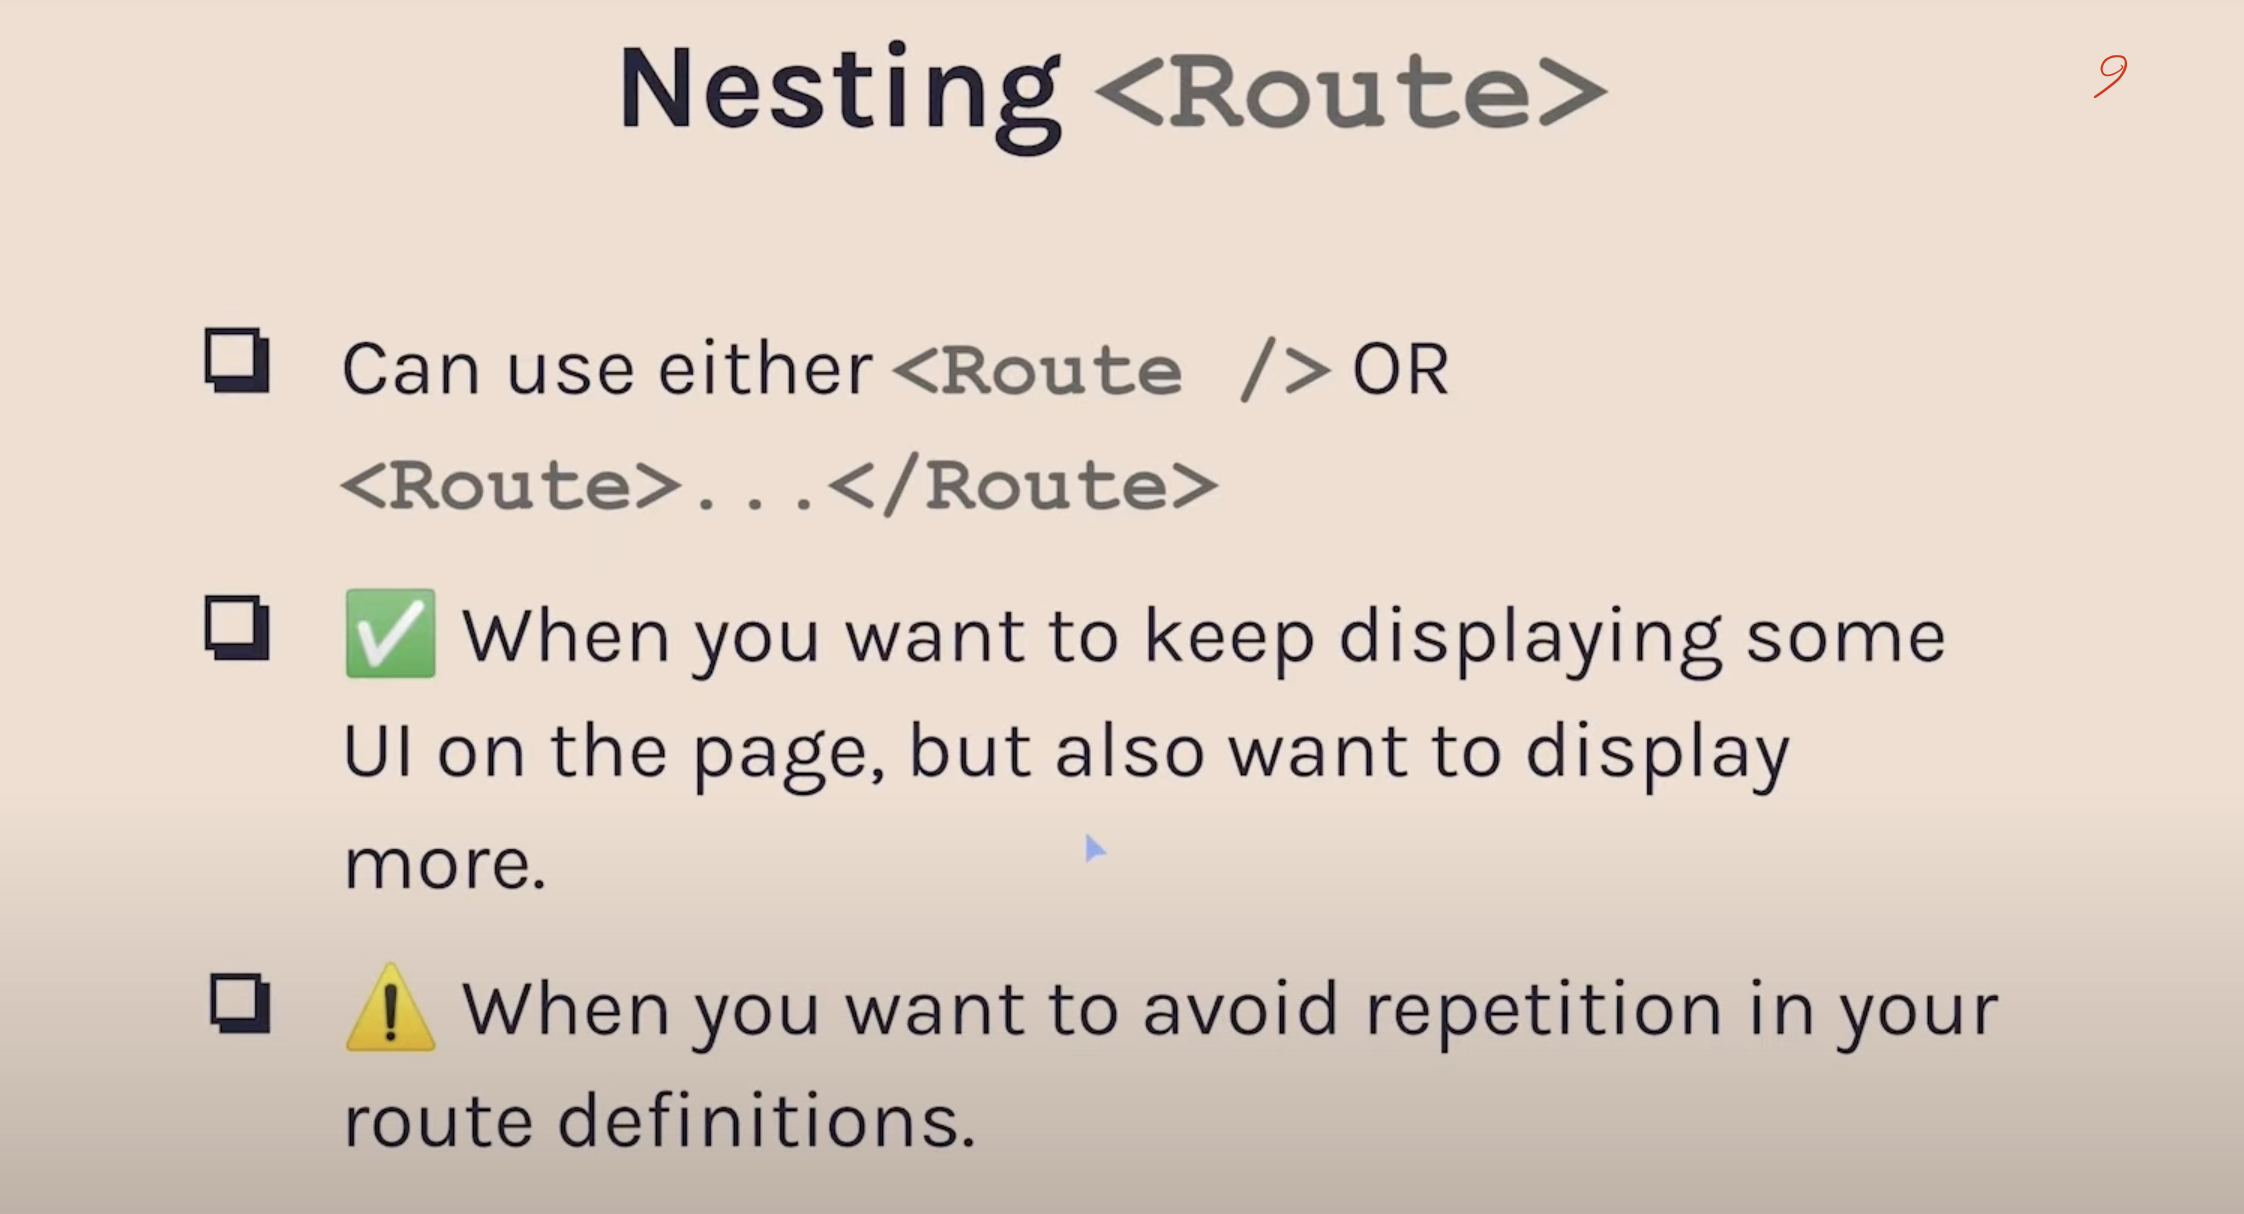 Nesting <Route>
9
Can use either <Route />  OR
<Route>...</Route>
✅ When you want to keep displaying some
UI on the page, but also want to display
more.
⚠️ When you want to avoid repetition in your
route definitions.